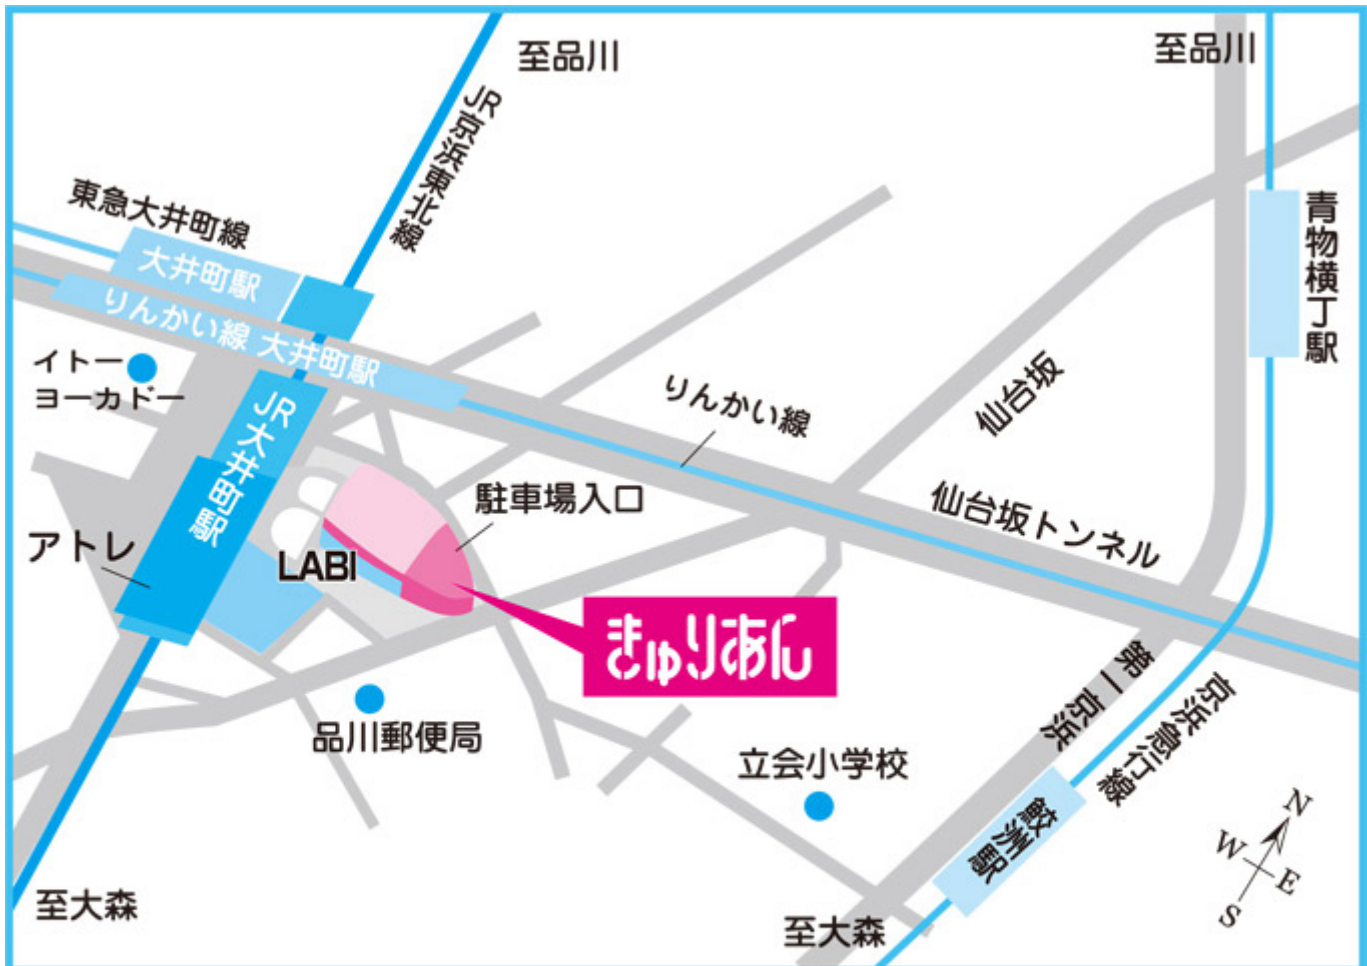 至品川
至品川
JR京浜東北線
東急大井町線
大井町駅
りんかい線 大井町駅
青物横丁駅
イトー
ヨーカドー
JR大井町駅
りんかい線
仙台坂
駐車場入口
仙台坂トンネル
アトレ
LABI
きゅりあん
第一京浜
京浜急行線
品川郵便局
立会小学校
鮫洲駅
N
W
E
S
至大森
至大森